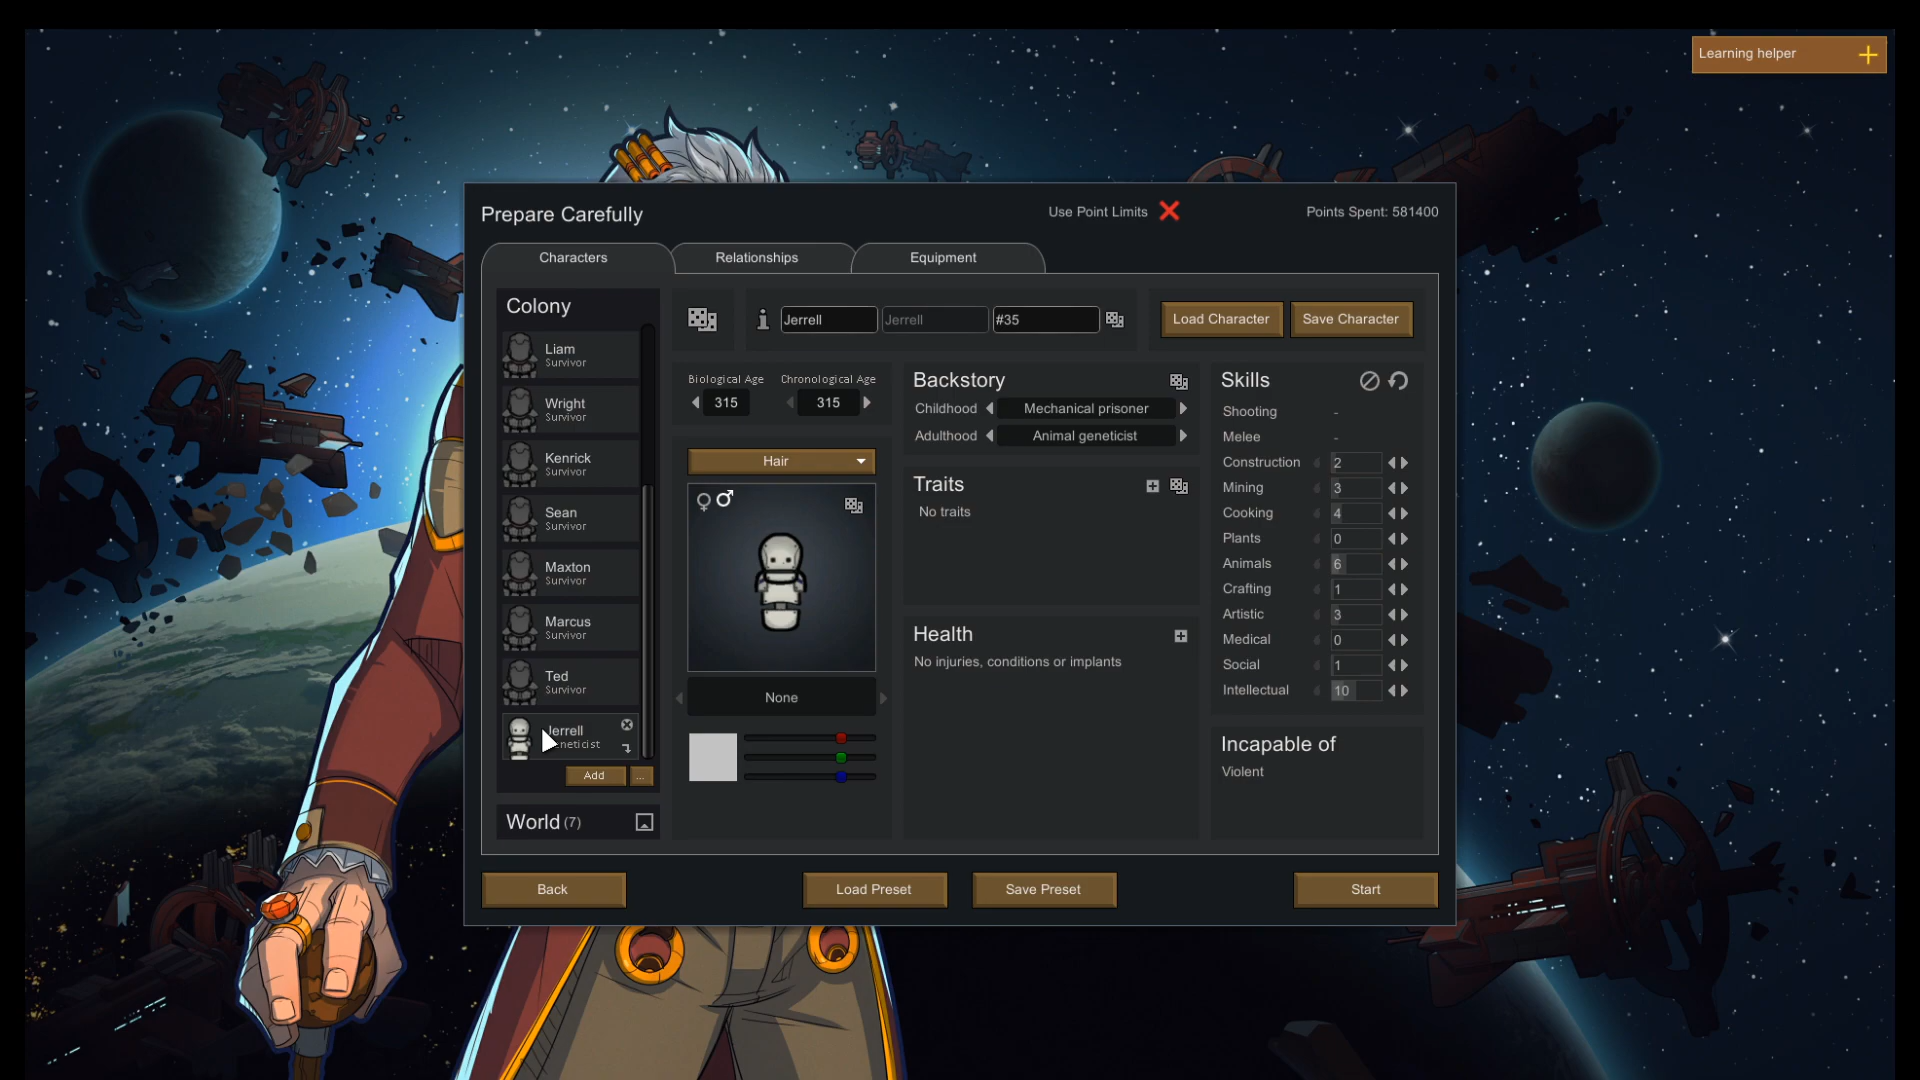 Learning helper
Prepare Carefully
Use Point Limits
Points Spent: 581400
Characters
Relationships
Equipment
Colony
Liam
Survivor
Wright
Survivor
Kenrick
Survivor
Sean
Survivor
Maxton
Survivor
Marcus
Survivor
Ted
Survivor
Jerrell
Add
...
World (7)
Jerrell
Jerrell
#35
Load Character
Save Character
Biological Age
Chronological Age
315
315
Hair
None
Backstory
Childhood
Mechanical prisoner
Adulthood
Animal geneticist
Traits
No traits
Health
No injuries, conditions or implants
Skills
Shooting -
Melee -
Construction 2
Mining 3
Cooking 4
Plants 0
Animals 6
Crafting 1
Artistic 3
Medical 0
Social 1
Intellectual 10
Incapable of
Violent
Back
Load Preset
Save Preset
Start